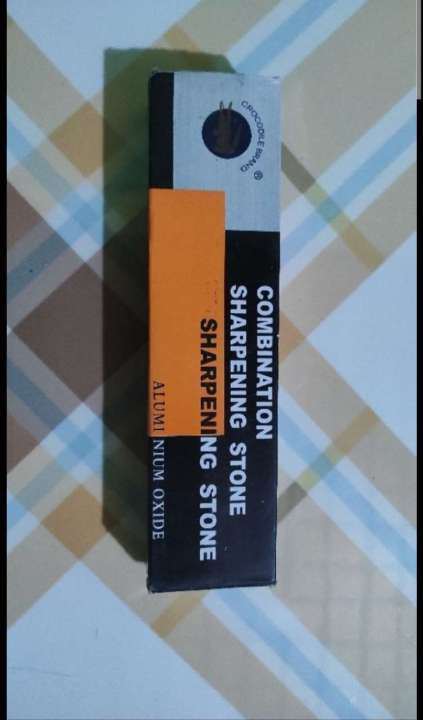 CROCODILE BRAND ®
COMBINATION
SHARPENING STONE
SHARPENING STONE
ALUMINIUM OXIDE